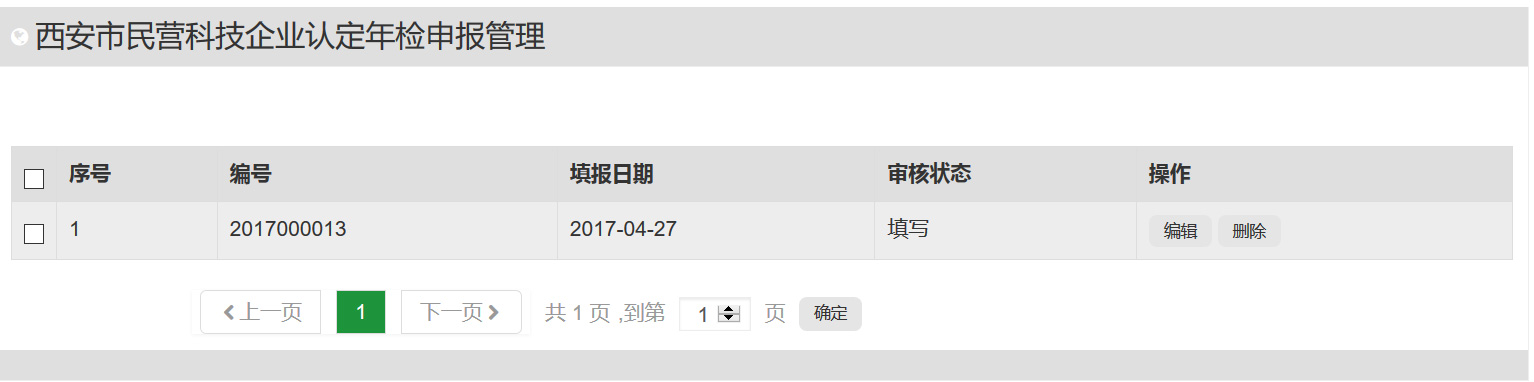 西安市民营科技企业认定年检申报管理
序号 编号 填报日期 审核状态 操作
1 2017000013 2017-04-27 填写 编辑 删除
上一页 1 下一页 共 1 页 ,到第 1 页 确定